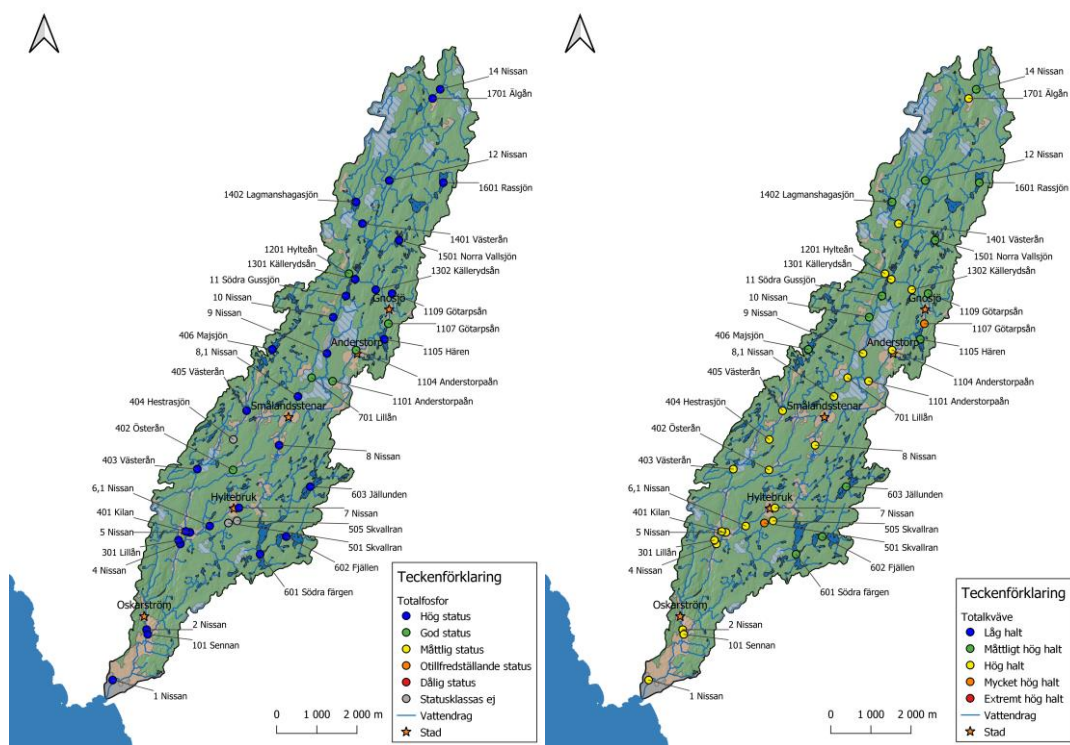 14 Nissan
1701 Älgån
12 Nissan
1601 Rassjön
1402 Lagmanshagasjön
1401 Västerån
1501 Norra Vallsjön
1201 Hylteån
1301 Källerydsån
1302 Källerydsån
11 Södra Gussjön
Gnosjö
10 Nissan
1109 Götarpsån
9 Nissan
1107 Götarpsån
406 Majsjön
Anderstorp
1105 Hären
8,1 Nissan
1104 Anderstorpaån
405 Västerån
1101 Anderstorpaån
404 Hestrasjön
Smålandsstenar
701 Lillån
402 Österån
8 Nissan
403 Västerån
603 Jällunden
6,1 Nissan
Hyltebruk
7 Nissan
401 Kilan
505 Skvallran
5 Nissan
501 Skvallran
301 Lillån
602 Fjällen
4 Nissan
601 Södra färgen
Oskarström
2 Nissan
101 Sennan
1 Nissan
Teckenförklaring
Totalfosfor
Hög status
God status
Måttlig status
Otillfredställande status
Dålig status
Statusklassas ej
Vattendrag
Stad
0 1 000 2 000 m
14 Nissan
1701 Älgån
12 Nissan
1601 Rassjön
1402 Lagmanshagasjön
1401 Västerån
1501 Norra Vallsjön
1201 Hylteån
1301 Källerydsån
1302 Källerydsån
11 Södra Gussjön
Gnosjö
10 Nissan
1109 Götarpsån
9 Nissan
1107 Götarpsån
406 Majsjön
Anderstorp
1105 Hären
8,1 Nissan
1104 Anderstorpaån
405 Västerån
1101 Anderstorpaån
404 Hestrasjön
Smålandsstenar
701 Lillån
402 Österån
8 Nissan
403 Västerån
603 Jällunden
6,1 Nissan
Hyltebruk
7 Nissan
401 Kilan
505 Skvallran
5 Nissan
501 Skvallran
301 Lillån
602 Fjällen
4 Nissan
601 Södra färgen
Oskarström
2 Nissan
101 Sennan
1 Nissan
Teckenförklaring
Totalkväve
Låg halt
Måttligt hög halt
Hög halt
Mycket hög halt
Extremt hög halt
Vattendrag
Stad
0 1 000 2 000 m